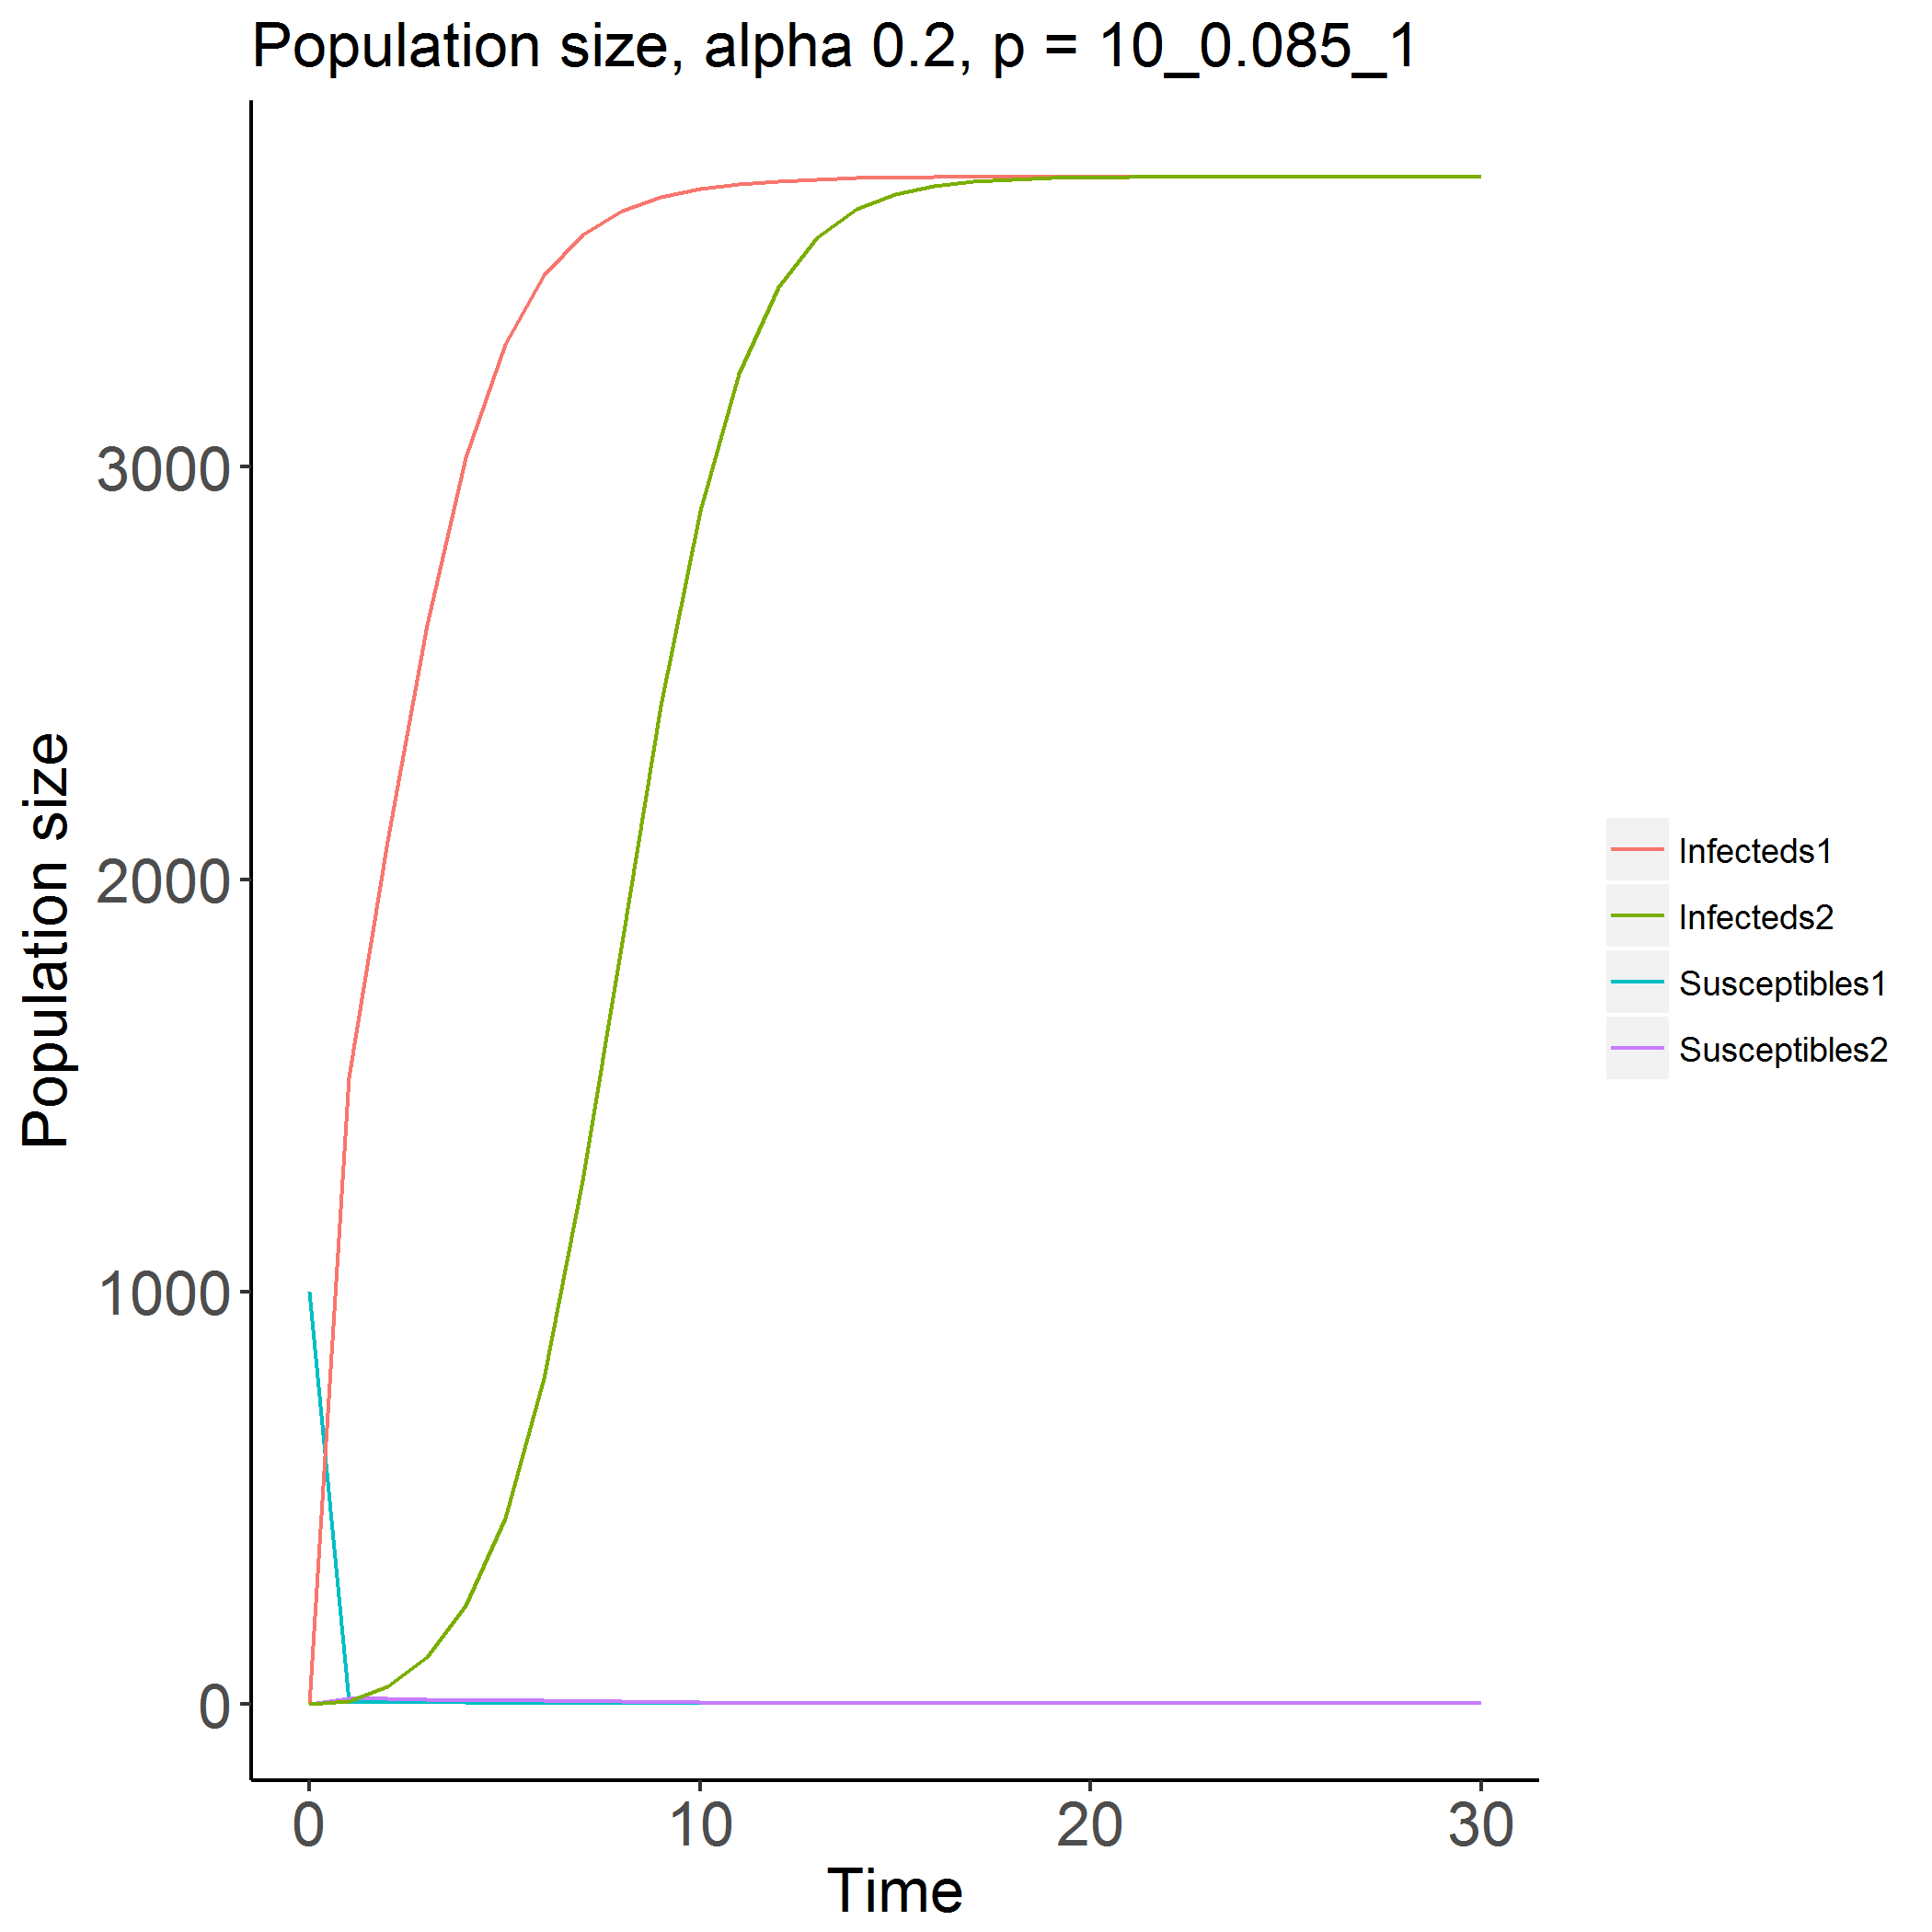 Population size, alpha 0.2, p = 10_0.085_1
Population size
3000
2000
1000
0
0 10 20 30
Time
Infecteds1
Infecteds2
Susceptibles1
Susceptibles2